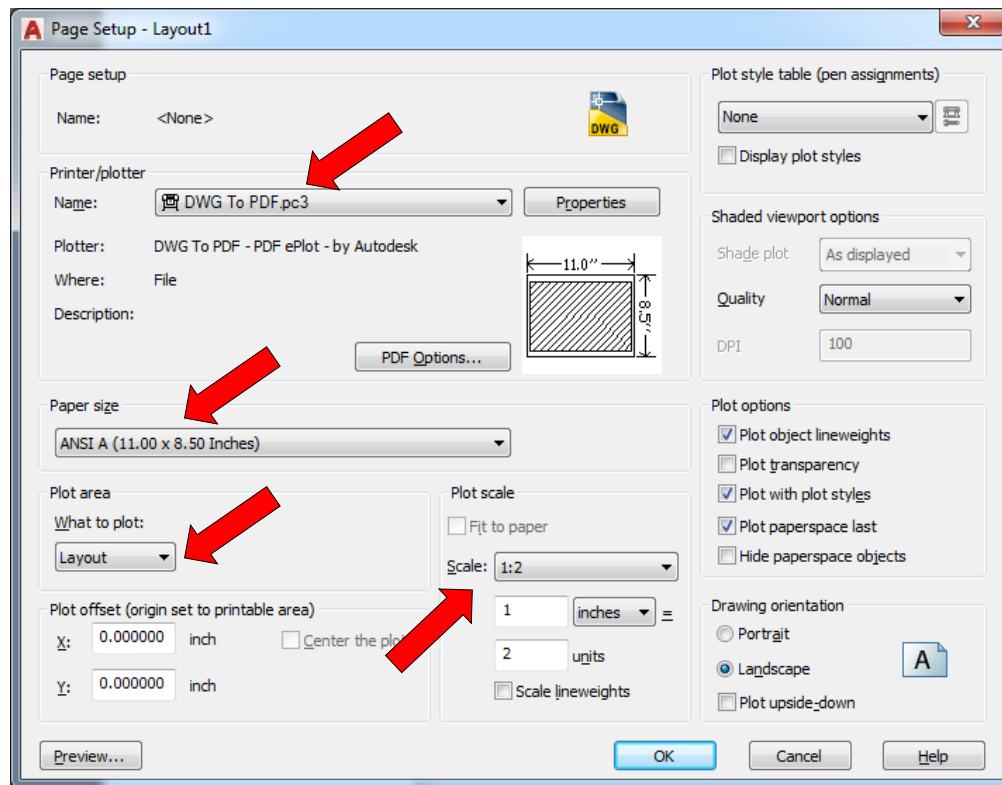 Page Setup - Layout1
Page setup
Name: <None>
DWG
Printer/plotter
Name: DWG To PDF.pc3
Properties
Plotter: DWG To PDF - PDF ePlot - by Autodesk
Where: File
Description:
11.0"
8.5"
PDF Options...
Paper size
ANSI A (11.00 x 8.50 Inches)
Plot area
What to plot:
Layout
Plot offset (origin set to printable area)
X: 0.000000 inch
Center the plot
Y: 0.000000 inch
Plot scale
Fit to paper
Scale: 1:2
1 inches =
2 units
Scale lineweights
Plot style table (pen assignments)
None
Display plot styles
Shaded viewport options
Shade plot As displayed
Quality Normal
DPI 100
Plot options
Plot object lineweights
Plot transparency
Plot with plot styles
Plot paperspace last
Hide paperspace objects
Drawing orientation
Portrait
Landscape
A
Plot upside-down
Preview...
OK
Cancel
Help